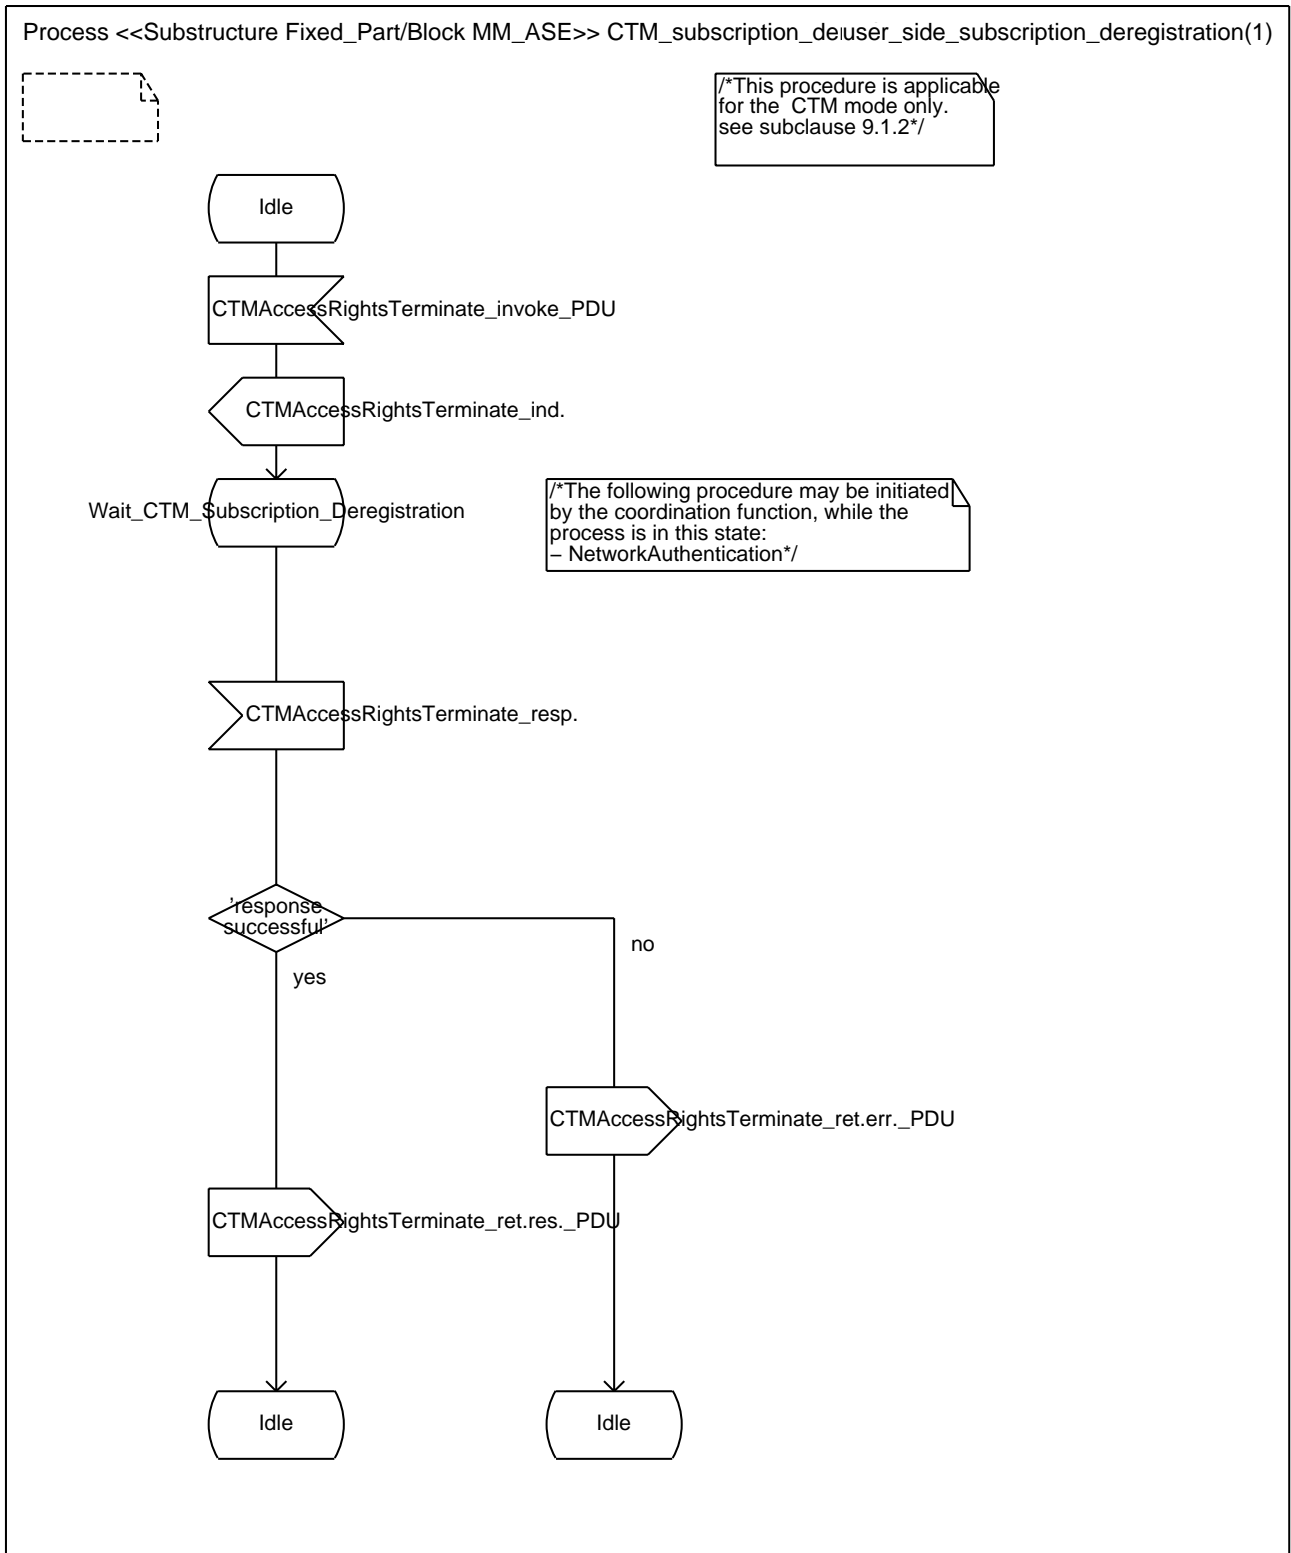 Process <<Substructure Fixed_Part/Block MM_ASE>> CTM_subscription_deuser_side_subscription_deregistration(1)
/*This procedure is applicable
for the CTM mode only.
see subclause 9.1.2*/
Idle
CTMAccessRightsTerminate_invoke_PDU
CTMAccessRightsTerminate_ind.
Wait_CTM_Subscription_Deregistration
/*The following procedure may be initiated
by the coordination function, while the
process is in this state:
– NetworkAuthentication*/
CTMAccessRightsTerminate_resp.
'response
successful'
no
yes
CTMAccessRightsTerminate_ret.err._PDU
CTMAccessRightsTerminate_ret.res._PDU
Idle
Idle